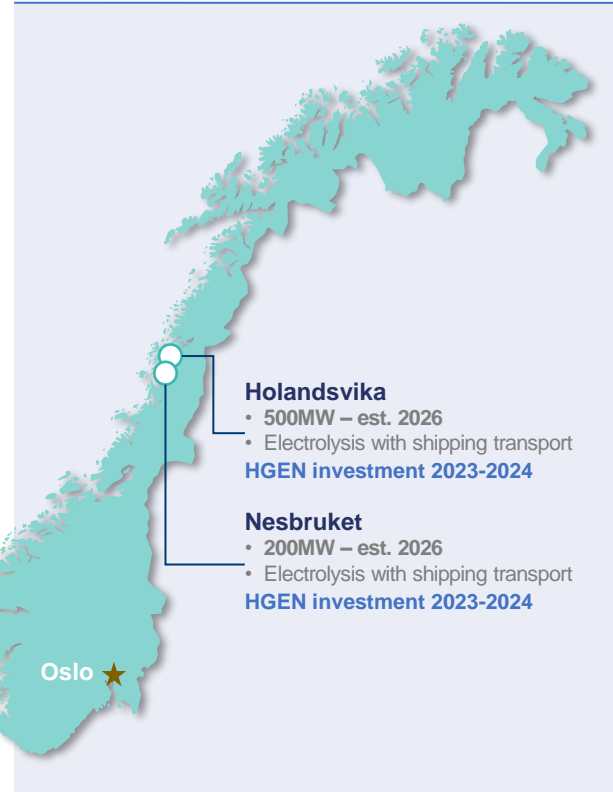 Holandsvika
• 500MW – est. 2026
• Electrolysis with shipping transport
HGEN investment 2023-2024
Nesbruket
• 200MW – est. 2026
• Electrolysis with shipping transport
HGEN investment 2023-2024
Oslo